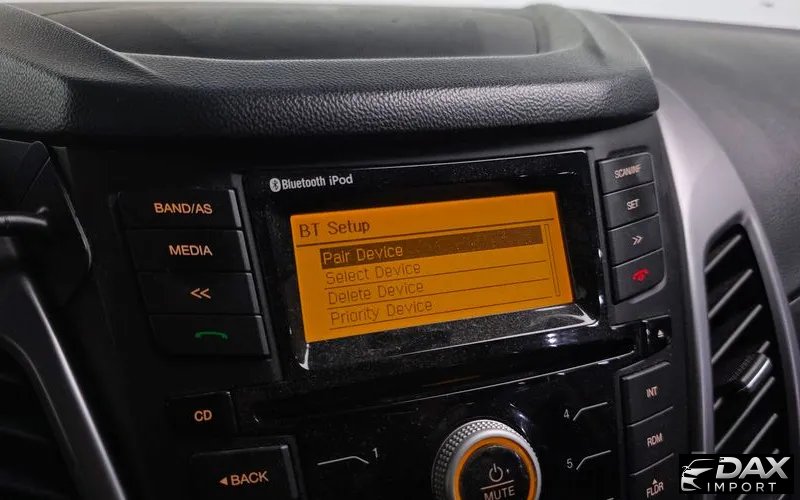 Bluetooth iPod
BAND/AS
MEDIA
<<
CD
◀BACK
BT Setup
Pair Device
Select Device
Delete Device
Priority Device
SCAN/INF
SET
>>
INT
RDM
FLDR
1
4
5
MUTE
DAX
IMPORT